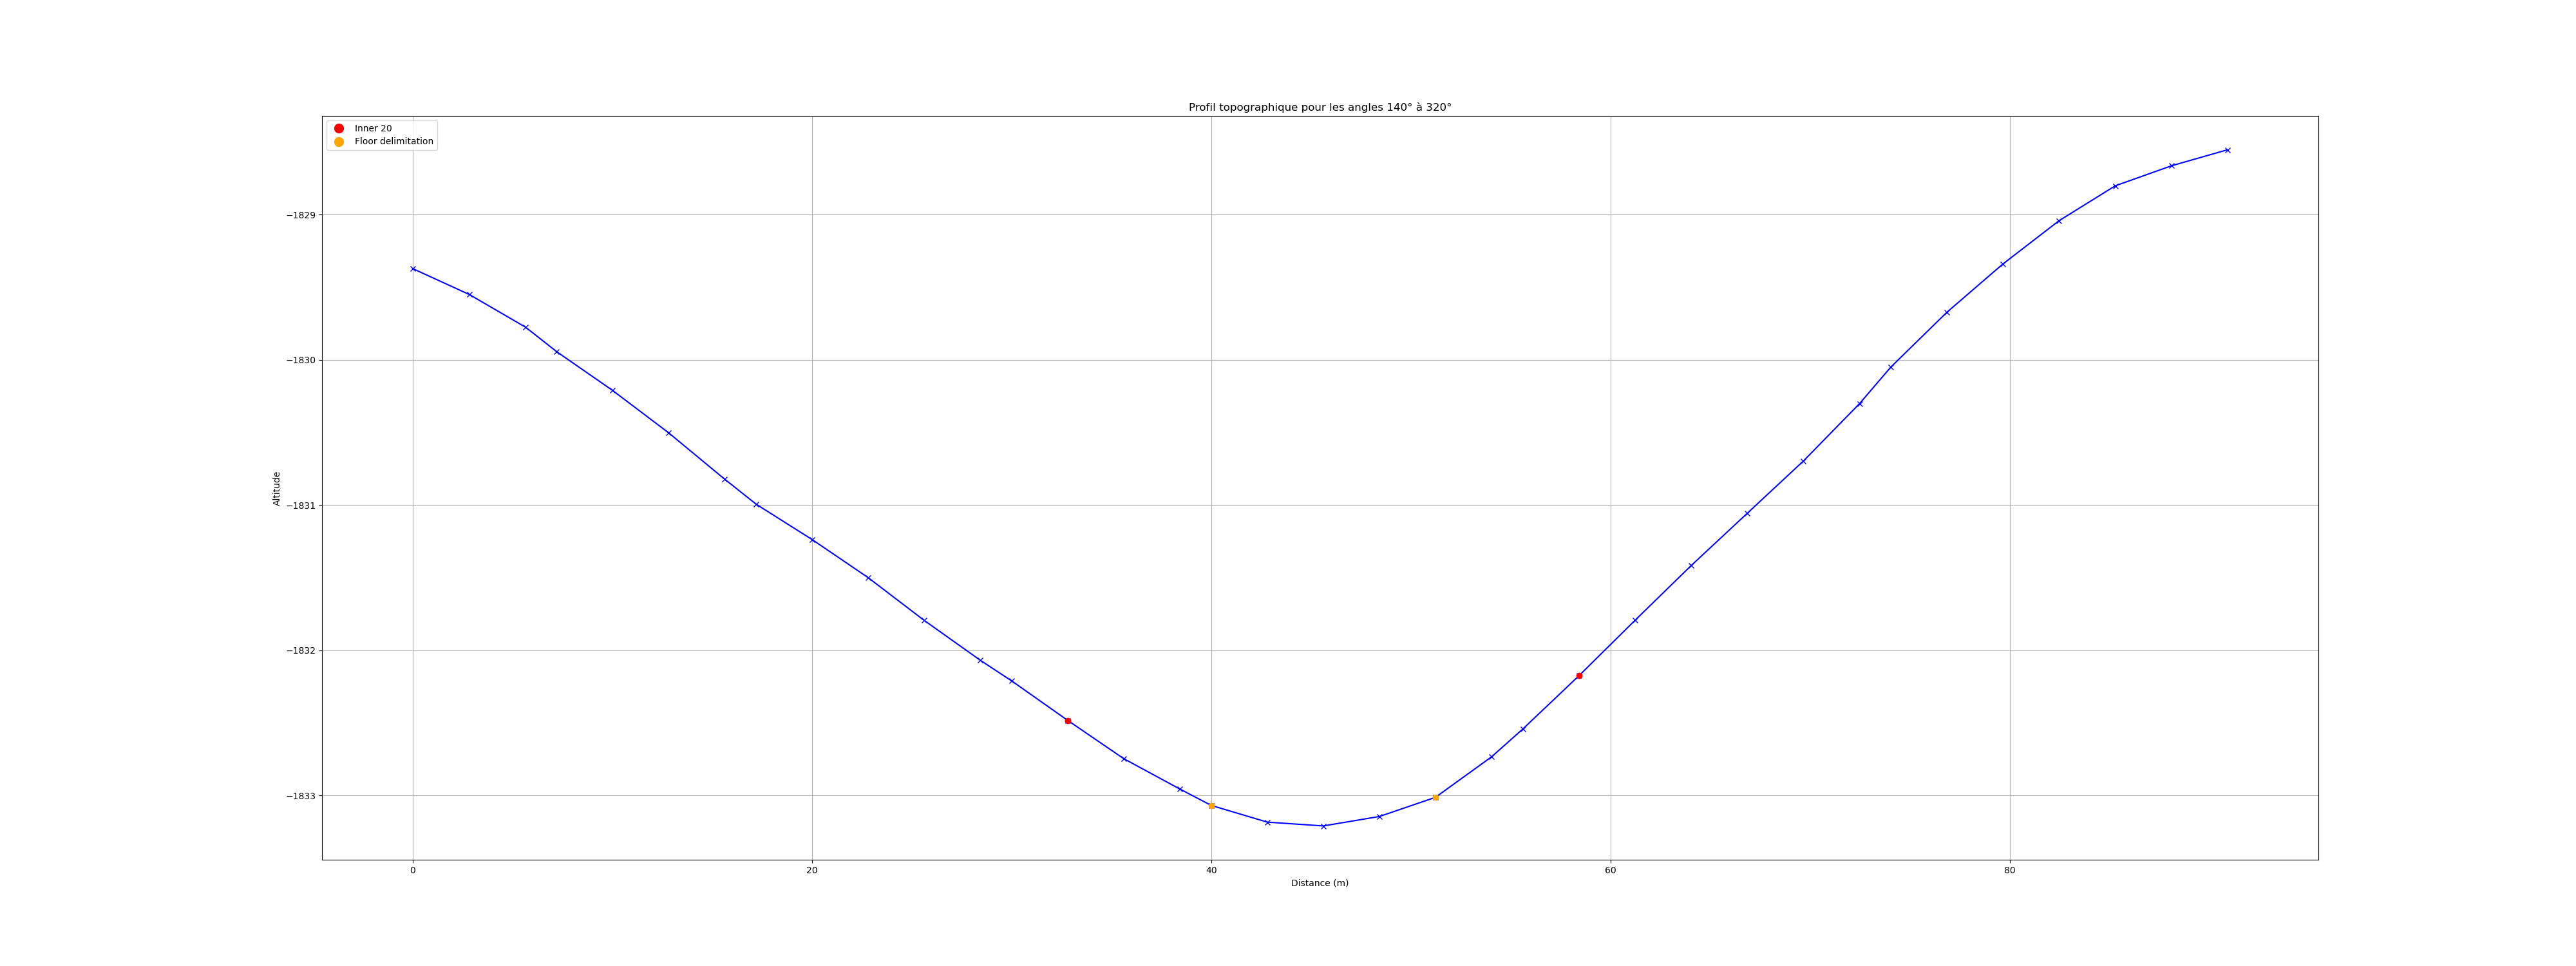 Profil topographique pour les angles 140° à 320°
Inner 20
Floor delimitation
−1829
−1830
−1831
−1832
−1833
Altitude
0 20 40 60 80
Distance (m)